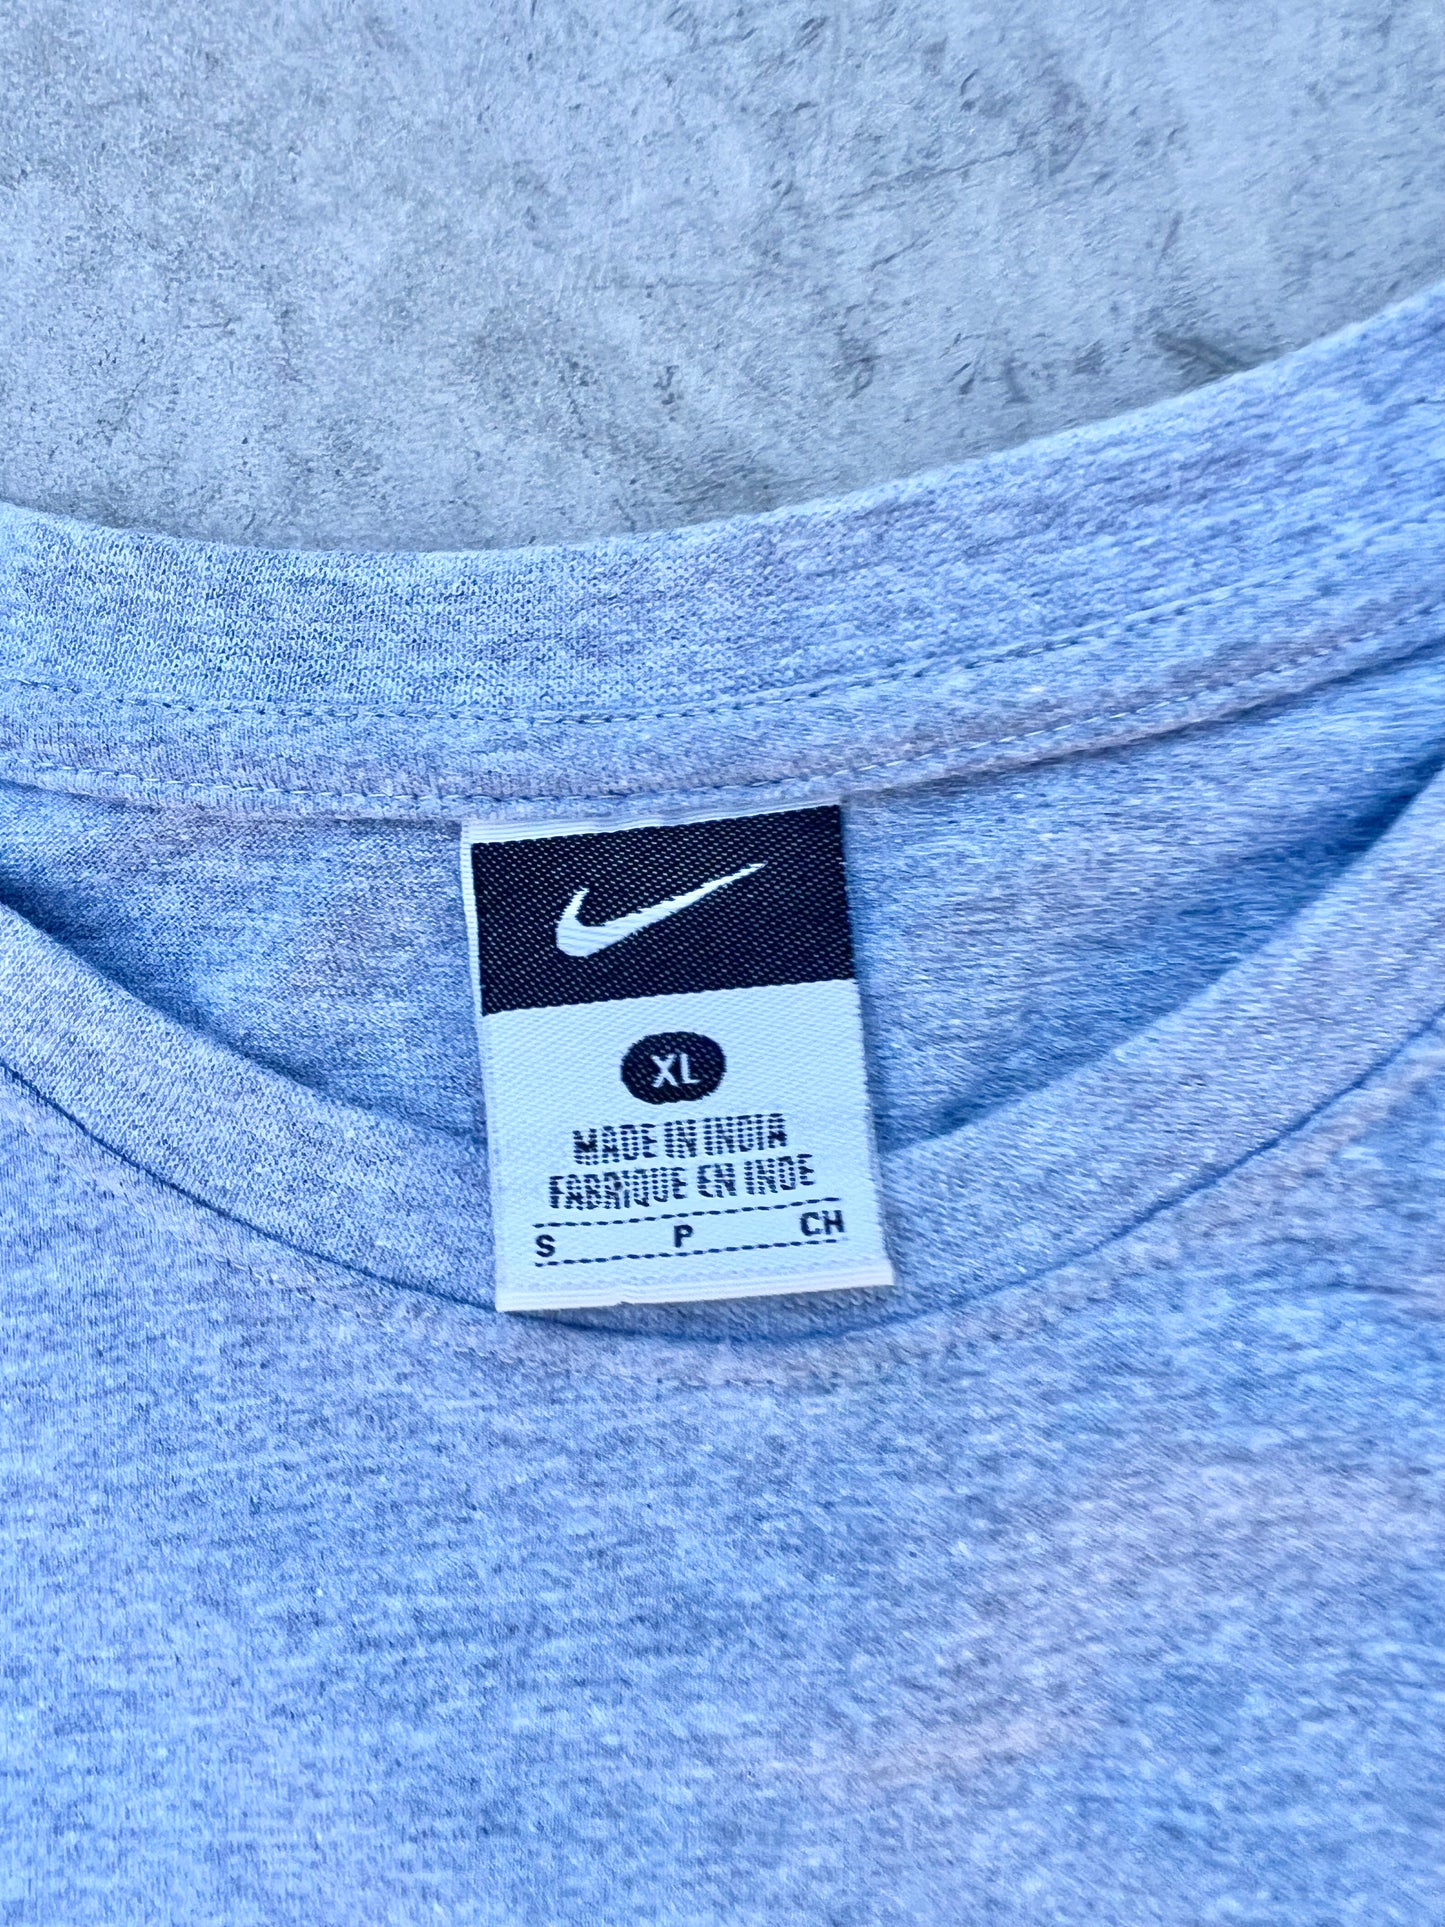 XL
MADE IN INDIA
FABRIQUE EN INDE
S P CH